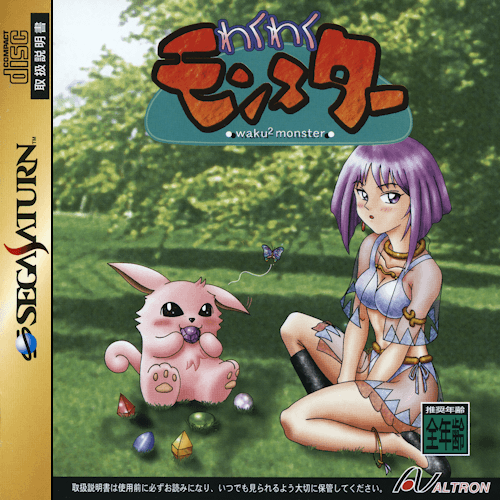 COMPACT
disc
取扱説明書
SEGA SATURN™
わくわく
モンスター
•waku²monster•
推奨年齢
全年齢
取扱説明書は使用前に必ずお読みになり、いつでも見られるよう大切に保管してください。
ALTRON